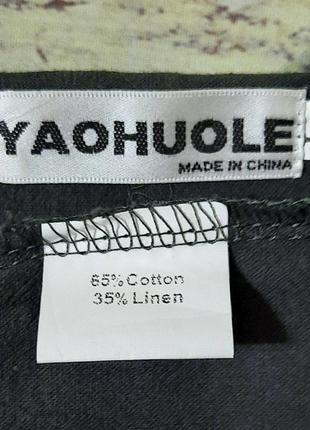 YAOHUOLE
MADE IN CHINA
65% Cotton
35% Linen